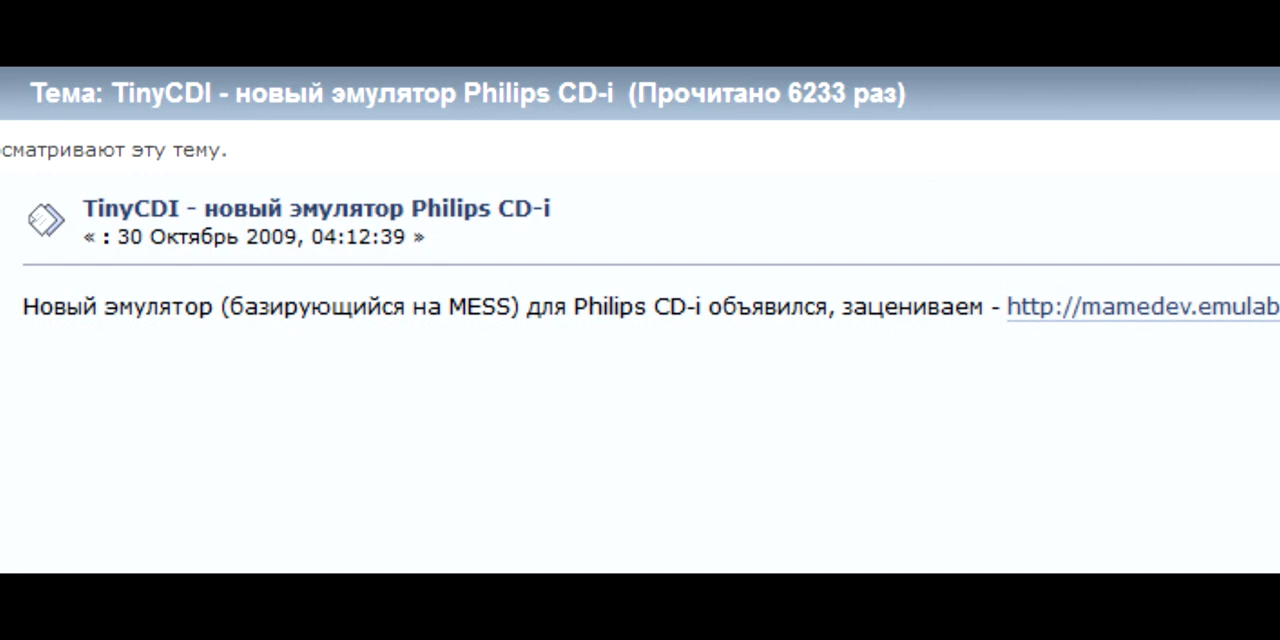 Тема: TinyCDI - новый эмулятор Philips CD-i (Прочитано 6233 раз)
сматривают эту тему.
TinyCDI - новый эмулятор Philips CD-i
« : 30 Октябрь 2009, 04:12:39 »
Новый эмулятор (базирующийся на MESS) для Philips CD-i объявился, зацениваем - http://mamedev.emulab